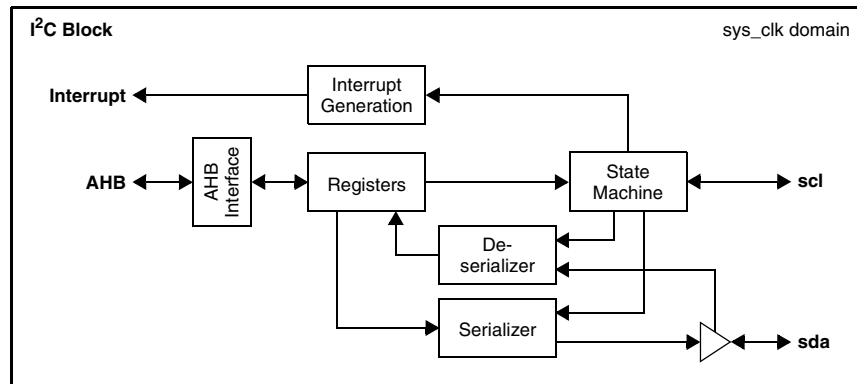 I²C Block
sys_clk domain
Interrupt
Interrupt
Generation
AHB
AHB
Interface
Registers
State
Machine
scl
De-
serializer
Serializer
sda